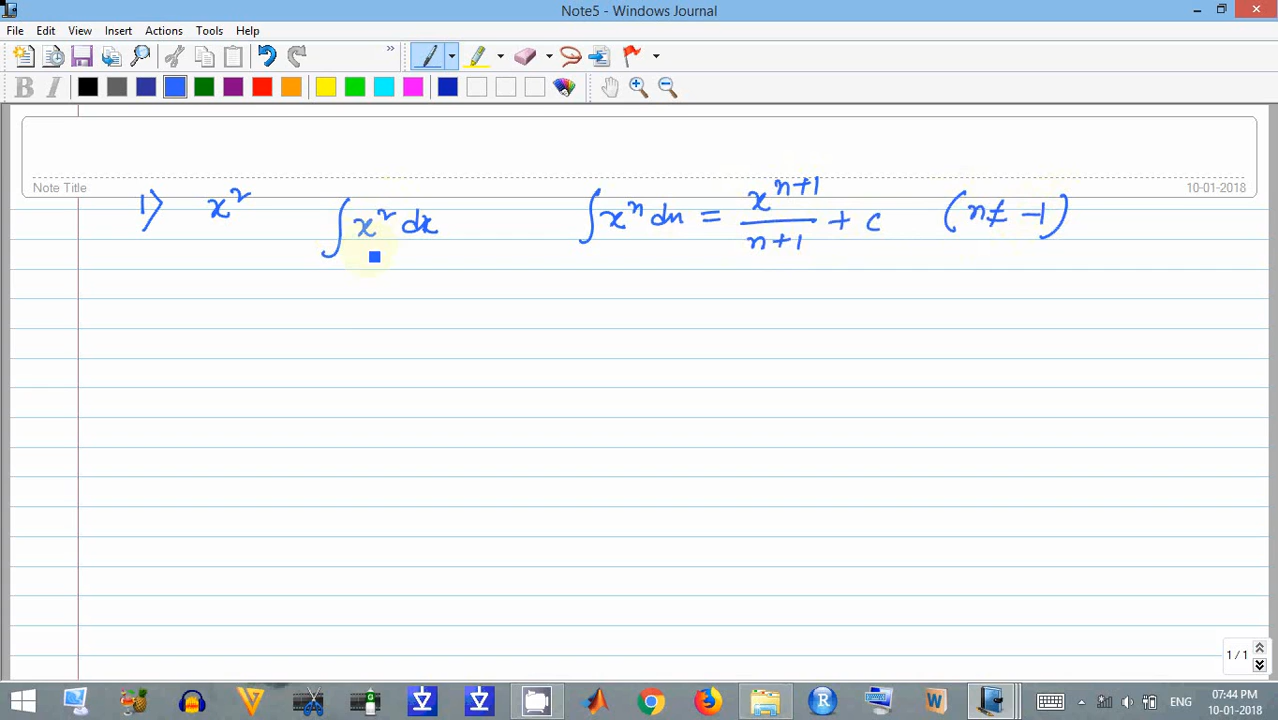 Note5 - Windows Journal
File Edit View Insert Actions Tools Help
B I
Note Title 10-01-2018
1) x² ∫x² dx ∫xⁿ dn = xⁿ⁺¹/n+1 + c (n ≠ -1)
1 / 1
ENG 07:44 PM
10-01-2018